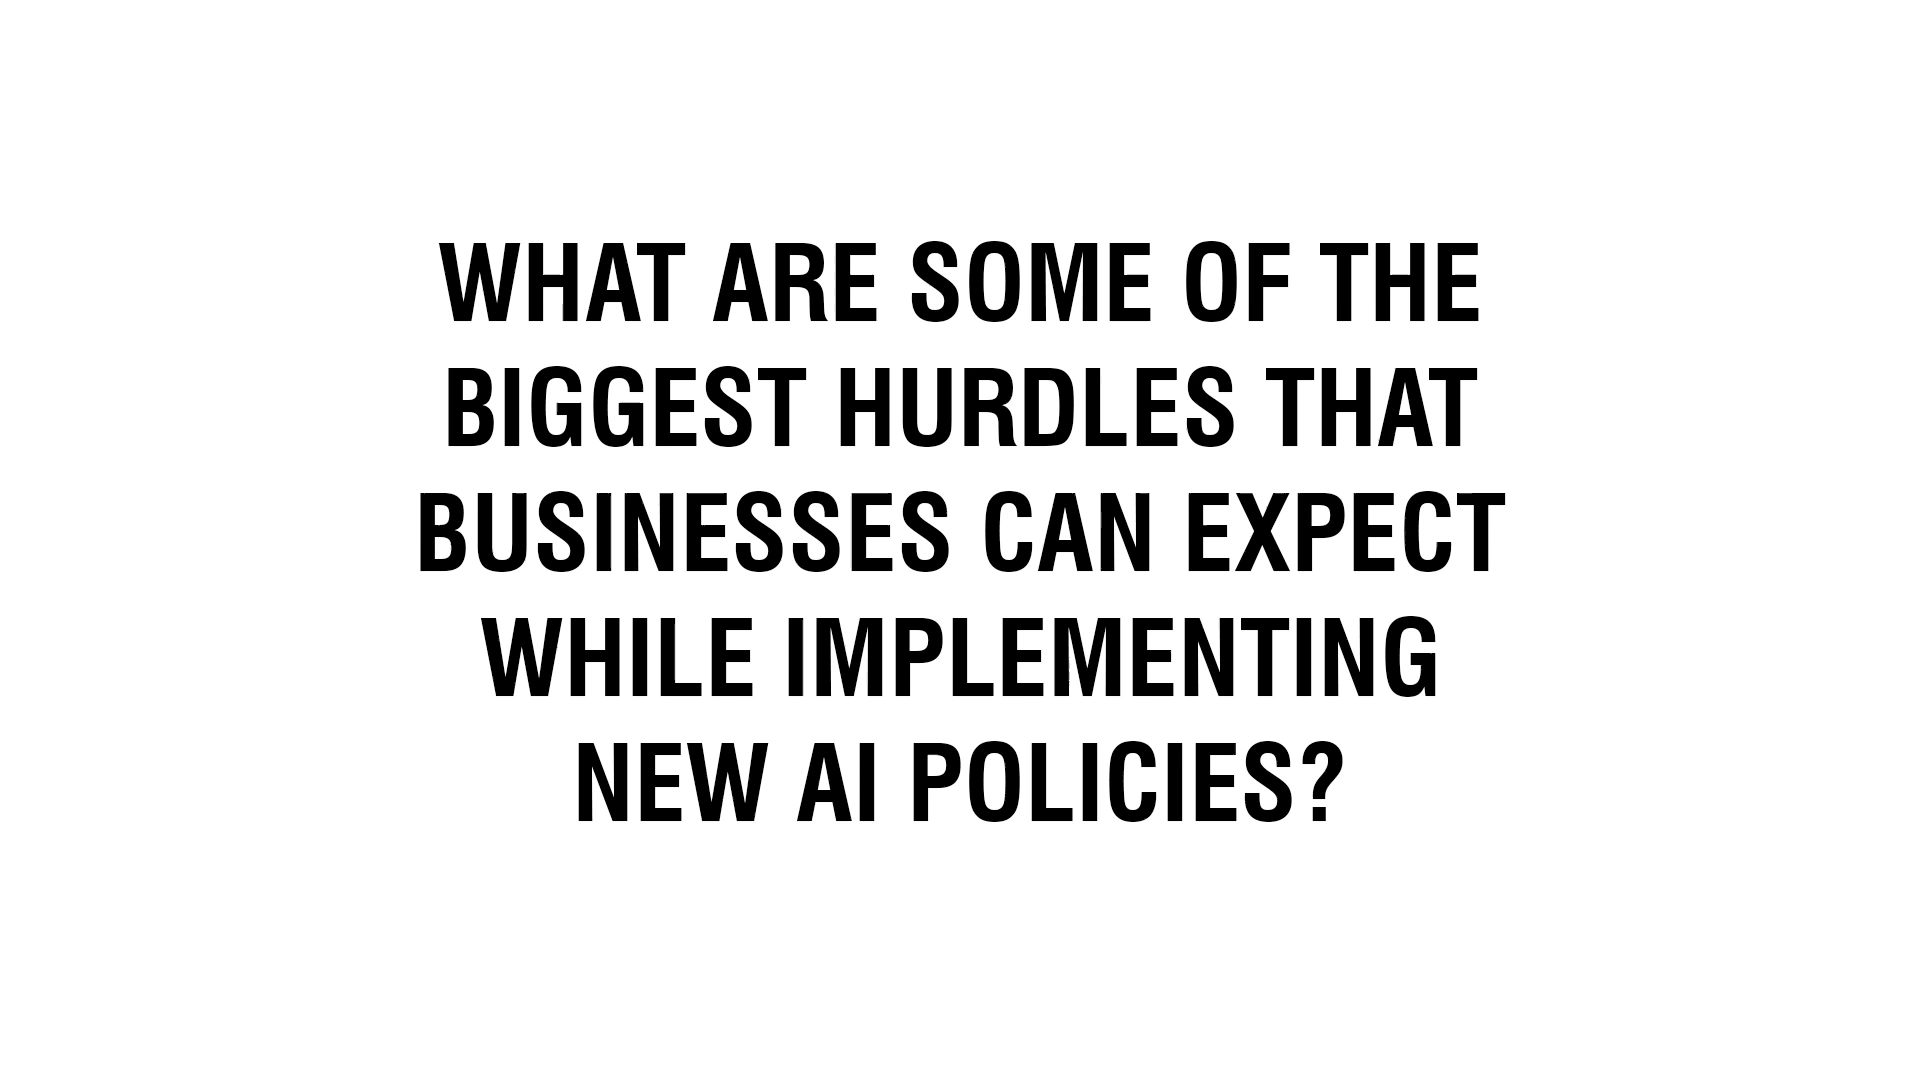 WHAT ARE SOME OF THE
BIGGEST HURDLES THAT
BUSINESSES CAN EXPECT
WHILE IMPLEMENTING
NEW AI POLICIES?